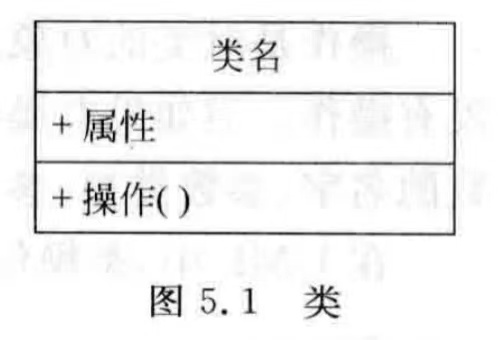 类名
+ 属性
+ 操作( )
图 5.1 类